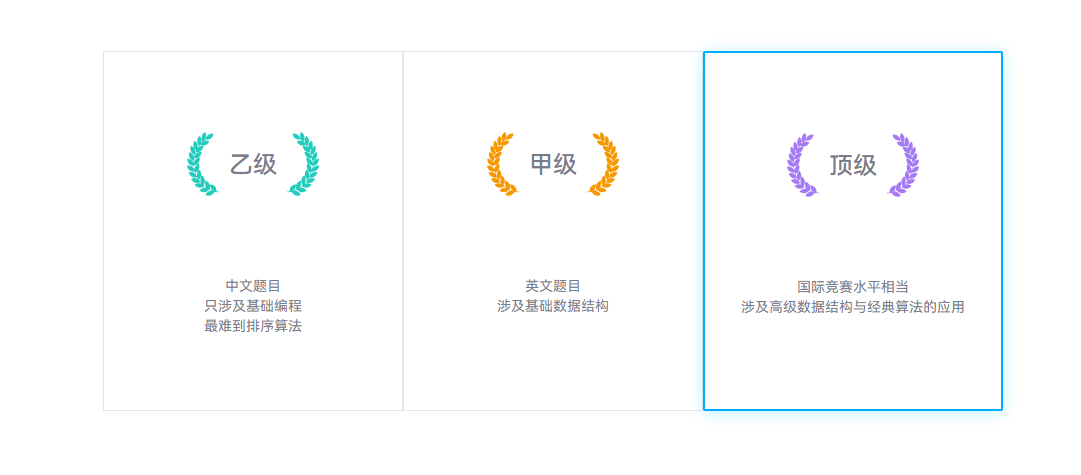 乙级
中文题目
只涉及基础编程
最难到排序算法
甲级
英文题目
涉及基础数据结构
顶级
国际竞赛水平相当
涉及高级数据结构与经典算法的应用